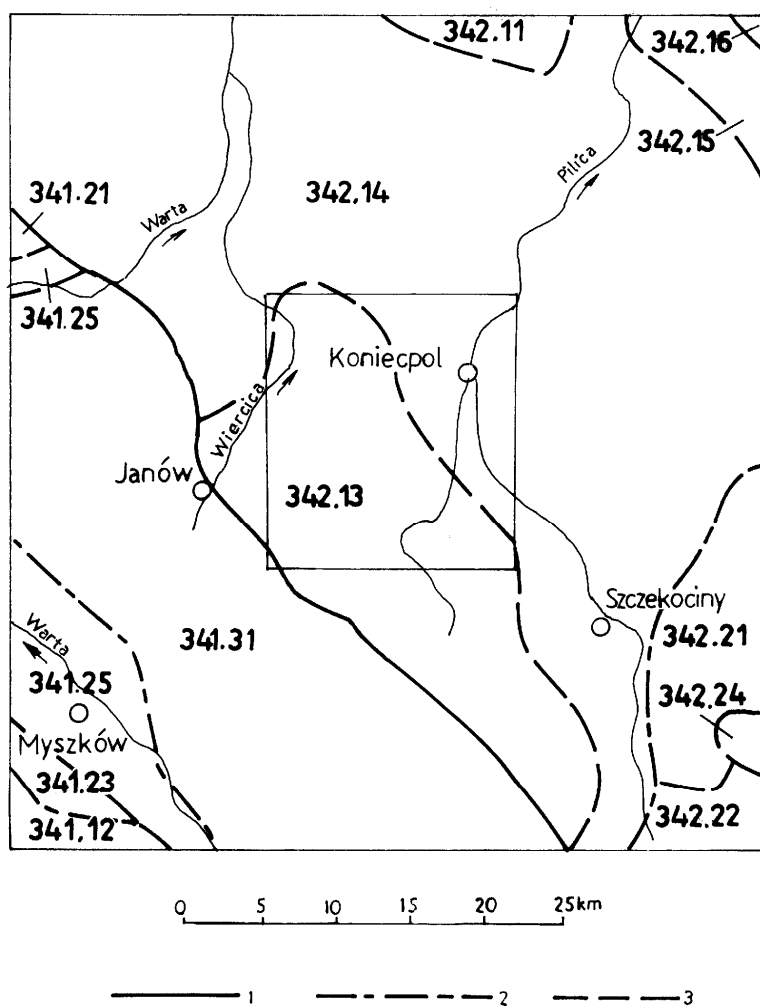 342.11
342.16
342.15
Pilica
341.21
342.14
Warta
341.25
Koniecpol
Wiercica
Janów
342.13
Szczekociny
Warta
341.31
342.21
341.25
342.24
Myszków
341.23
342.22
341.12
0 5 10 15 20 25km
1 2 3